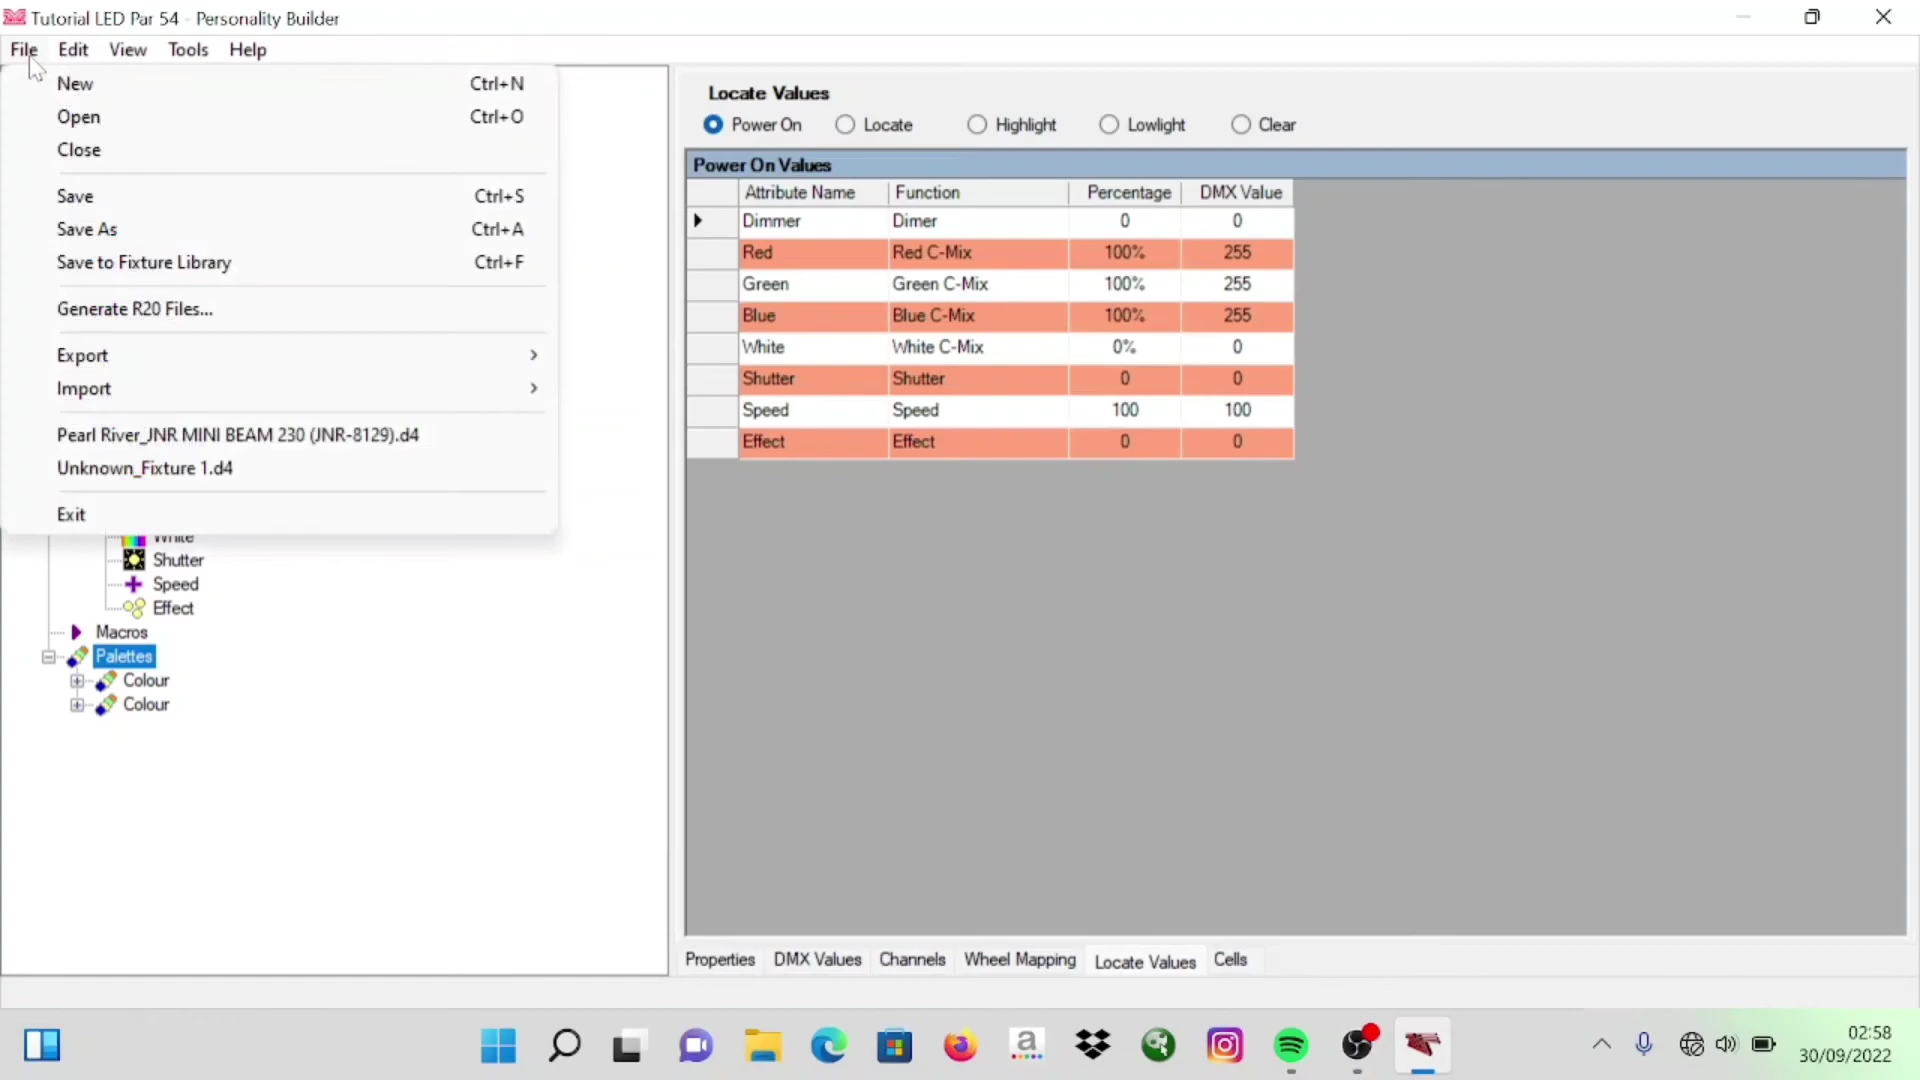 Tutorial LED Par 54 - Personality Builder
File Edit View Tools Help
New Ctrl+N
Open Ctrl+O
Close
Save Ctrl+S
Save As Ctrl+A
Save to Fixture Library Ctrl+F
Generate R20 Files...
Export
Import
Pearl River_JNR MINI BEAM 230 (JNR-8129).d4
Unknown_Fixture 1.d4
Exit
White
Shutter
Speed
Effect
Macros
Palettes
Colour
Colour
Locate Values
Power On Locate Highlight Lowlight Clear
Power On Values
Attribute Name Function Percentage DMX Value
Dimmer Dimer 0 0
Red Red C-Mix 100% 255
Green Green C-Mix 100% 255
Blue Blue C-Mix 100% 255
White White C-Mix 0% 0
Shutter Shutter 0 0
Speed Speed 100 100
Effect Effect 0 0
Properties DMX Values Channels Wheel Mapping Locate Values Cells
a
02:58
30/09/2022